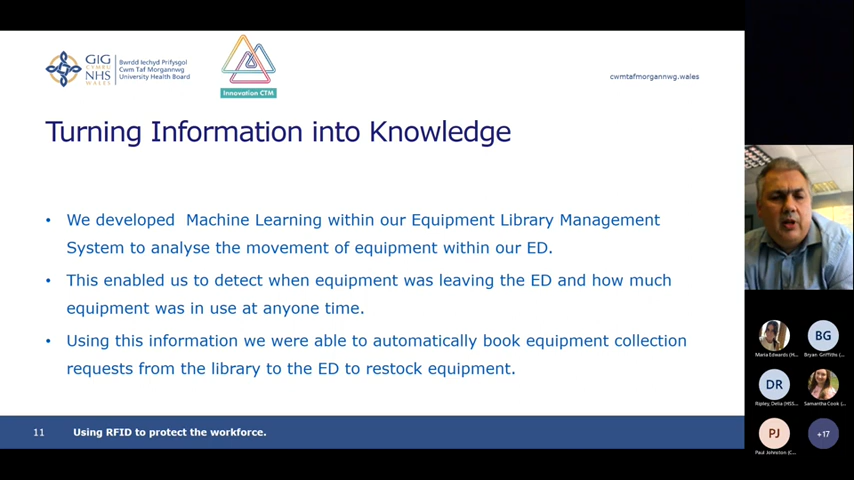 GIG
CYMRU
NHS
WALES
Bwrdd Iechyd Prifysgol
Cwm Taf Morgannwg
University Health Board
Innovation CTM
cwmtafmorgannwg.wales
Turning Information into Knowledge
• We developed  Machine Learning within our Equipment Library Management
System to analyse the movement of equipment within our ED.
• This enabled us to detect when equipment was leaving the ED and how much
equipment was in use at anyone time.
• Using this information we were able to automatically book equipment collection
requests from the library to the ED to restock equipment.
11
Using RFID to protect the workforce.
BG
Maria Edwards (H...
Bryan Griffiths (...
DR
Ripley, Delia (HSS...
Samantha Cook (...
PJ
+17
Paul Johnston (C...